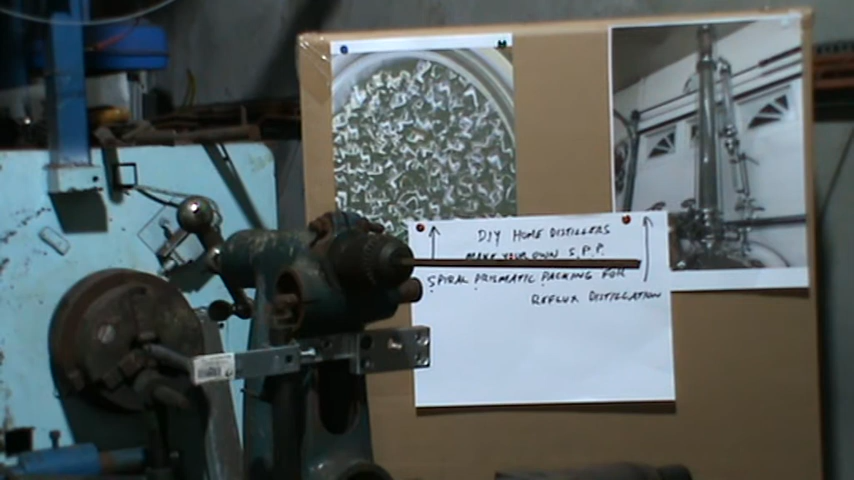 DIY HOME DISTILLERS
MAKE YOUR OWN S.P.P.
SPIRAL PRISMATIC PACKING FOR
REFLUX DISTILLATION